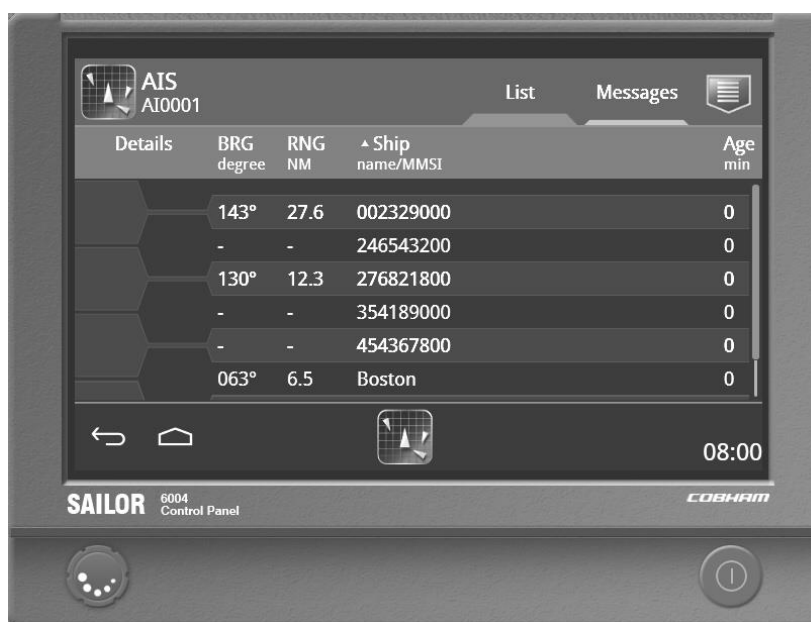 AIS
AI0001
List
Messages
Details BRG RNG ▲ Ship Age
degree NM name/MMSI min
143° 27.6 002329000 0
- - 246543200 0
130° 12.3 276821800 0
- - 354189000 0
- - 454367800 0
063° 6.5 Boston 0
08:00
SAILOR 6004 Control Panel
COBHAM